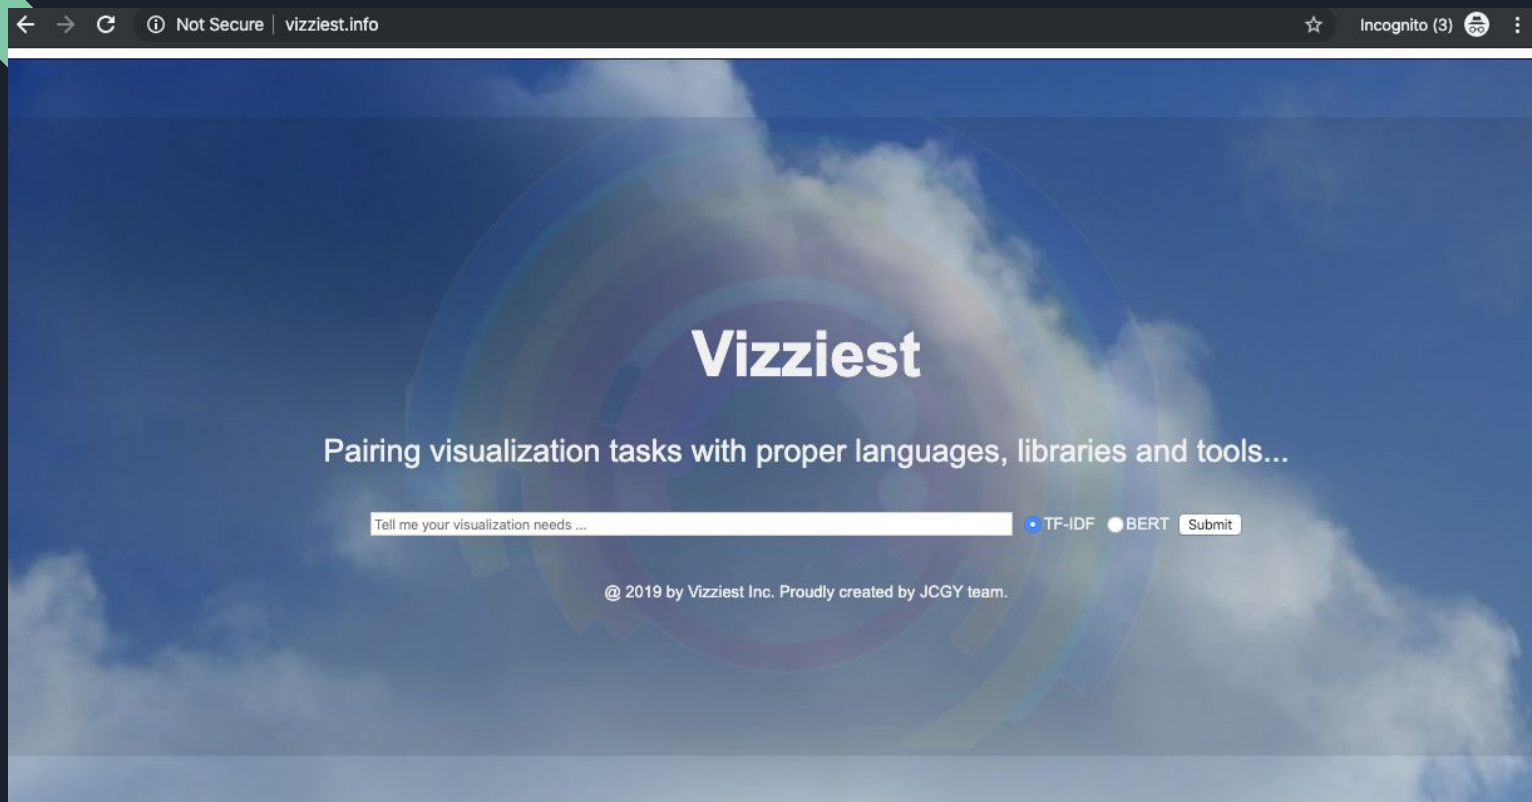 Not Secure | vizziest.info
Incognito (3)
Vizziest
Pairing visualization tasks with proper languages, libraries and tools...
Tell me your visualization needs ...
TF-IDF BERT Submit
@ 2019 by Vizziest Inc. Proudly created by JCGY team.